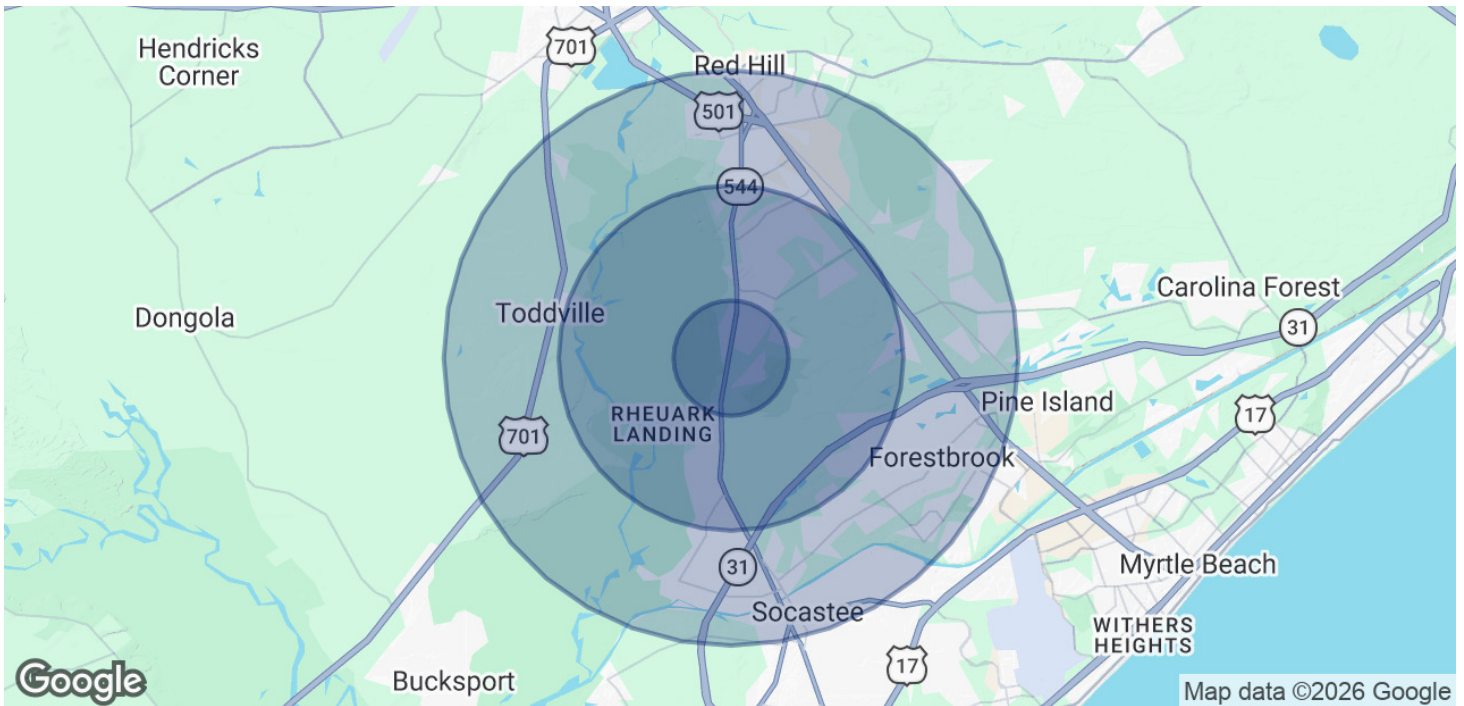 Hendricks
Corner
701
Red Hill
501
544
Carolina Forest
31
Toddville
Dongola
RHEUARK
LANDING
701
Pine Island
17
Forestbrook
31
Myrtle Beach
Socastee
WITHERS
HEIGHTS
17
Bucksport
Google
Map data ©2026 Google